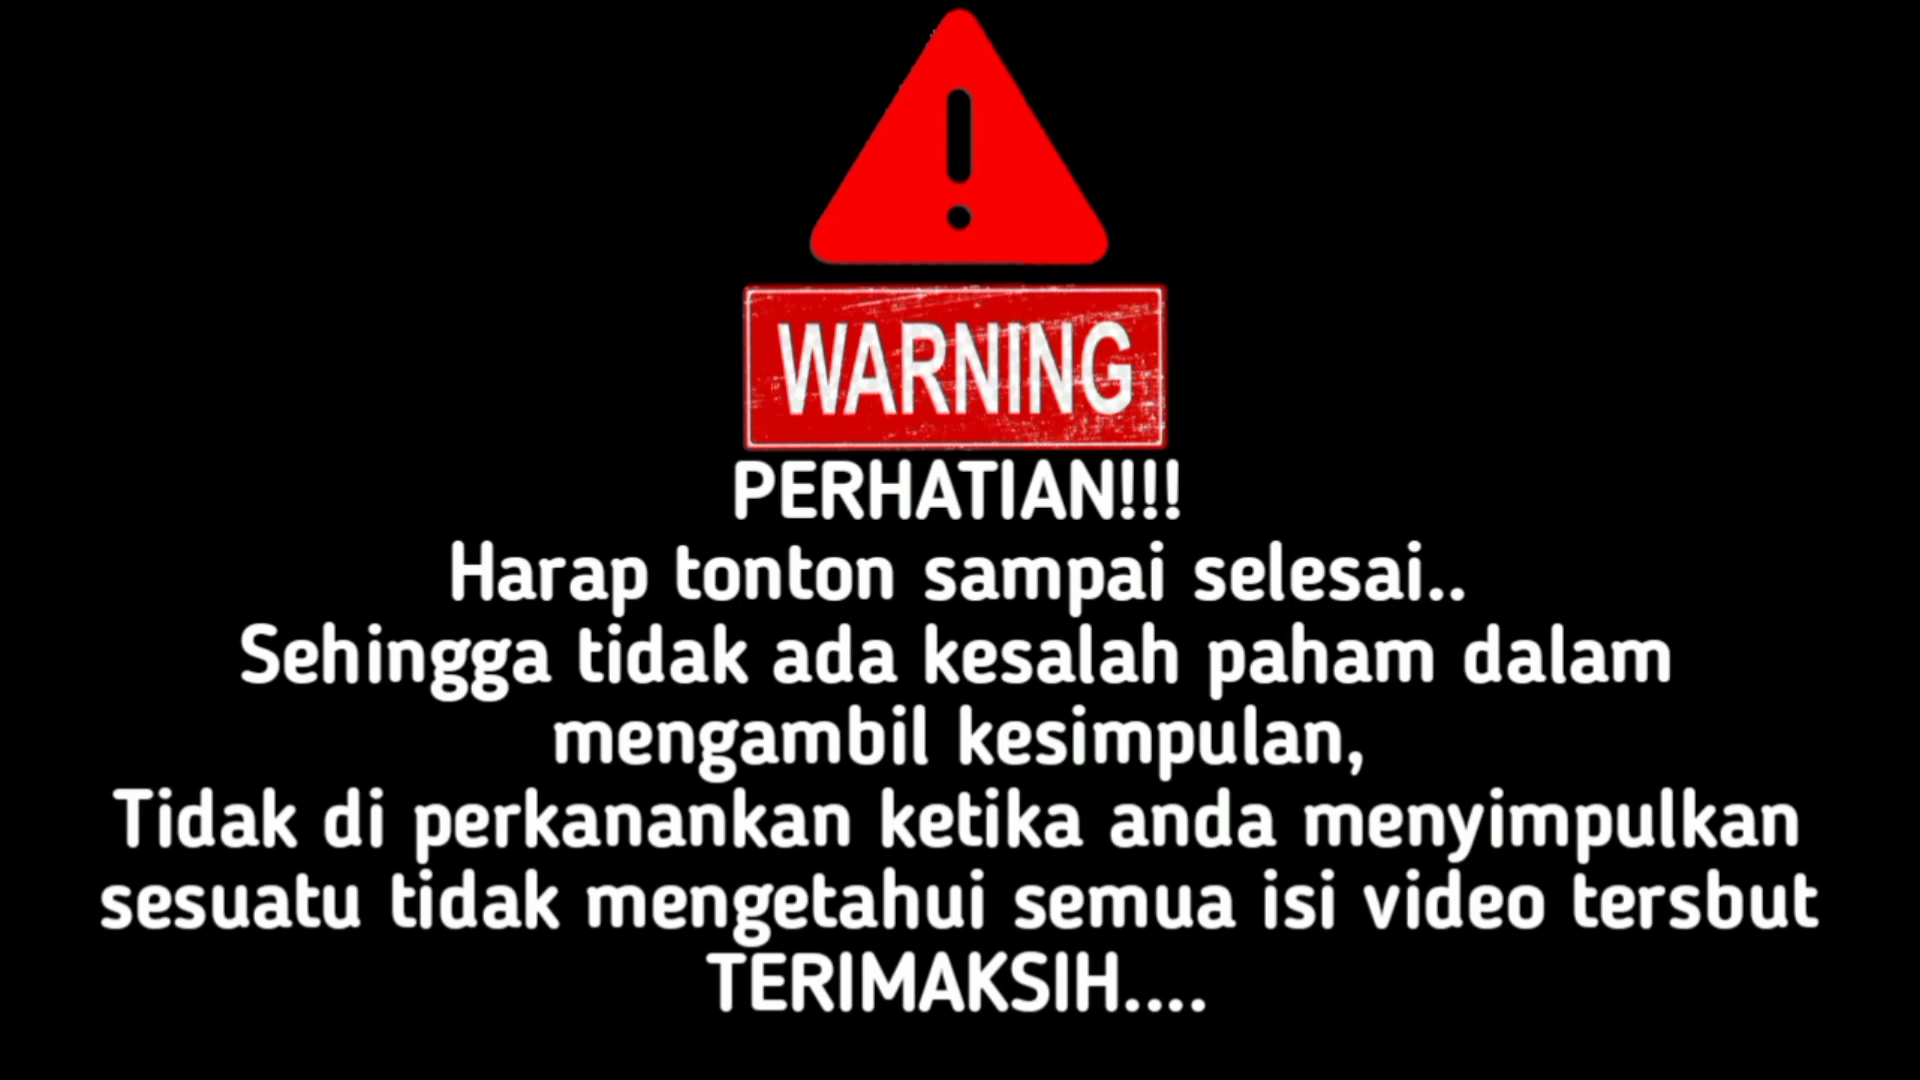 WARNING
PERHATIAN!!!
Harap tonton sampai selesai..
Sehingga tidak ada kesalah paham dalam
mengambil kesimpulan,
Tidak di perkanankan ketika anda menyimpulkan
sesuatu tidak mengetahui semua isi video tersbut
TERIMAKSIH....